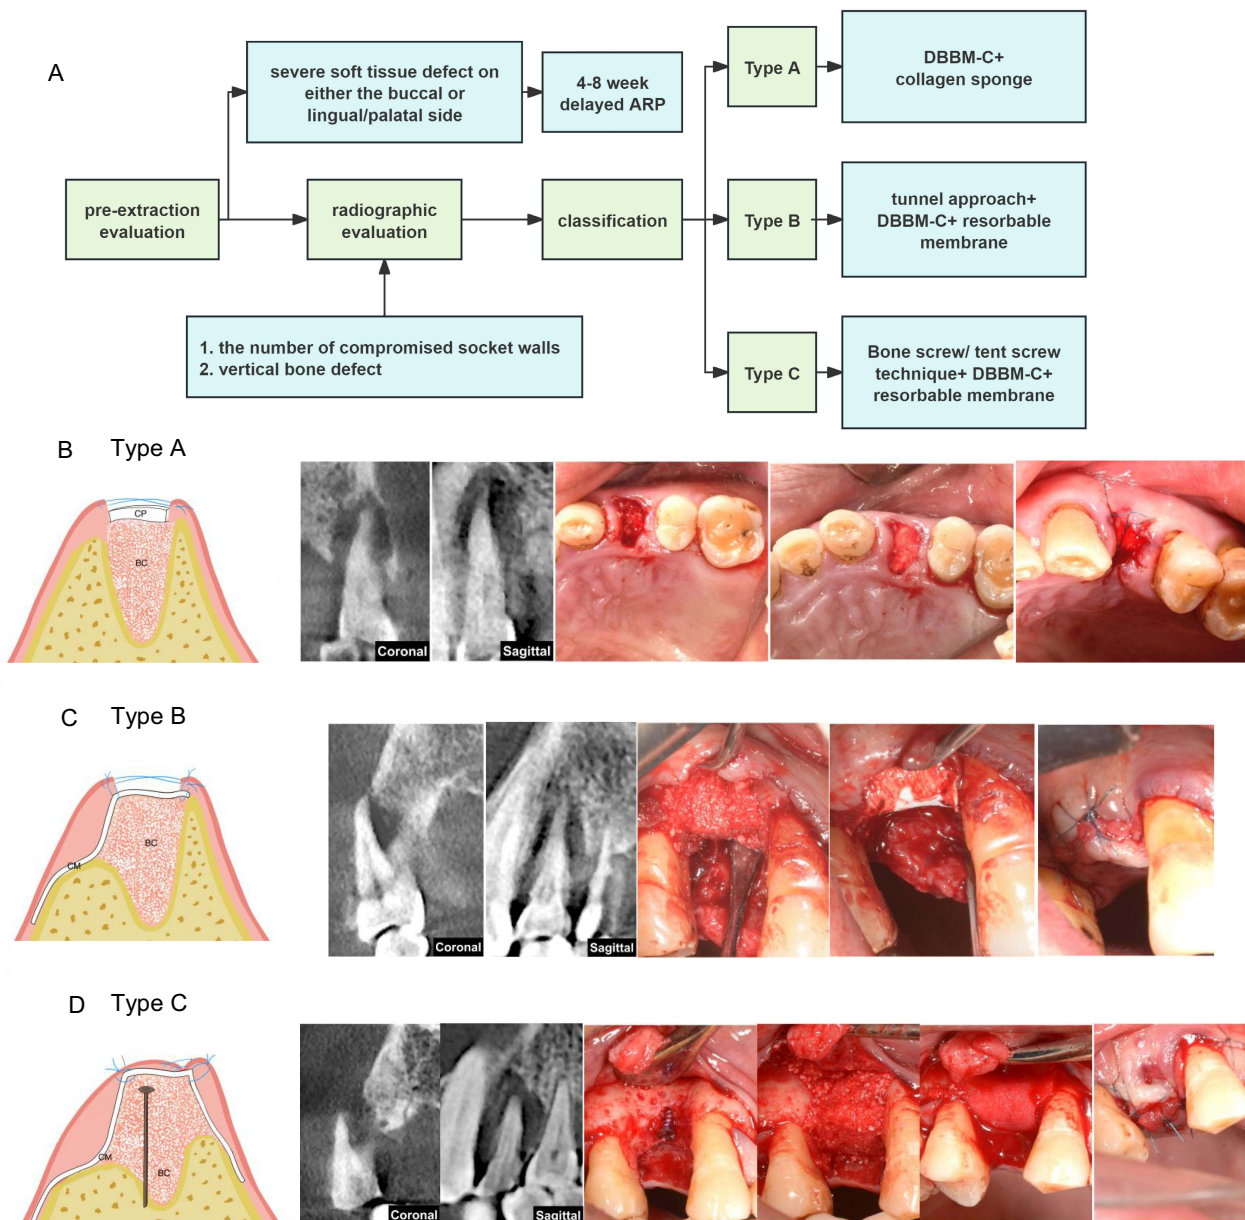 A
severe soft tissue defect on
either the buccal or
lingual/palatal side
4-8 week
delayed ARP
Type A
DBBM-C+
collagen sponge
pre-extraction
evaluation
radiographic
evaluation
classification
Type B
tunnel approach+
DBBM-C+ resorbable
membrane
1. the number of compromised socket walls
2. vertical bone defect
Type C
Bone screw/ tent screw
technique+ DBBM-C+
resorbable membrane
B Type A
CP
BC
Coronal
Sagittal
C Type B
BC
CM
Coronal
Sagittal
D Type C
CM
BC
Coronal
Sagittal